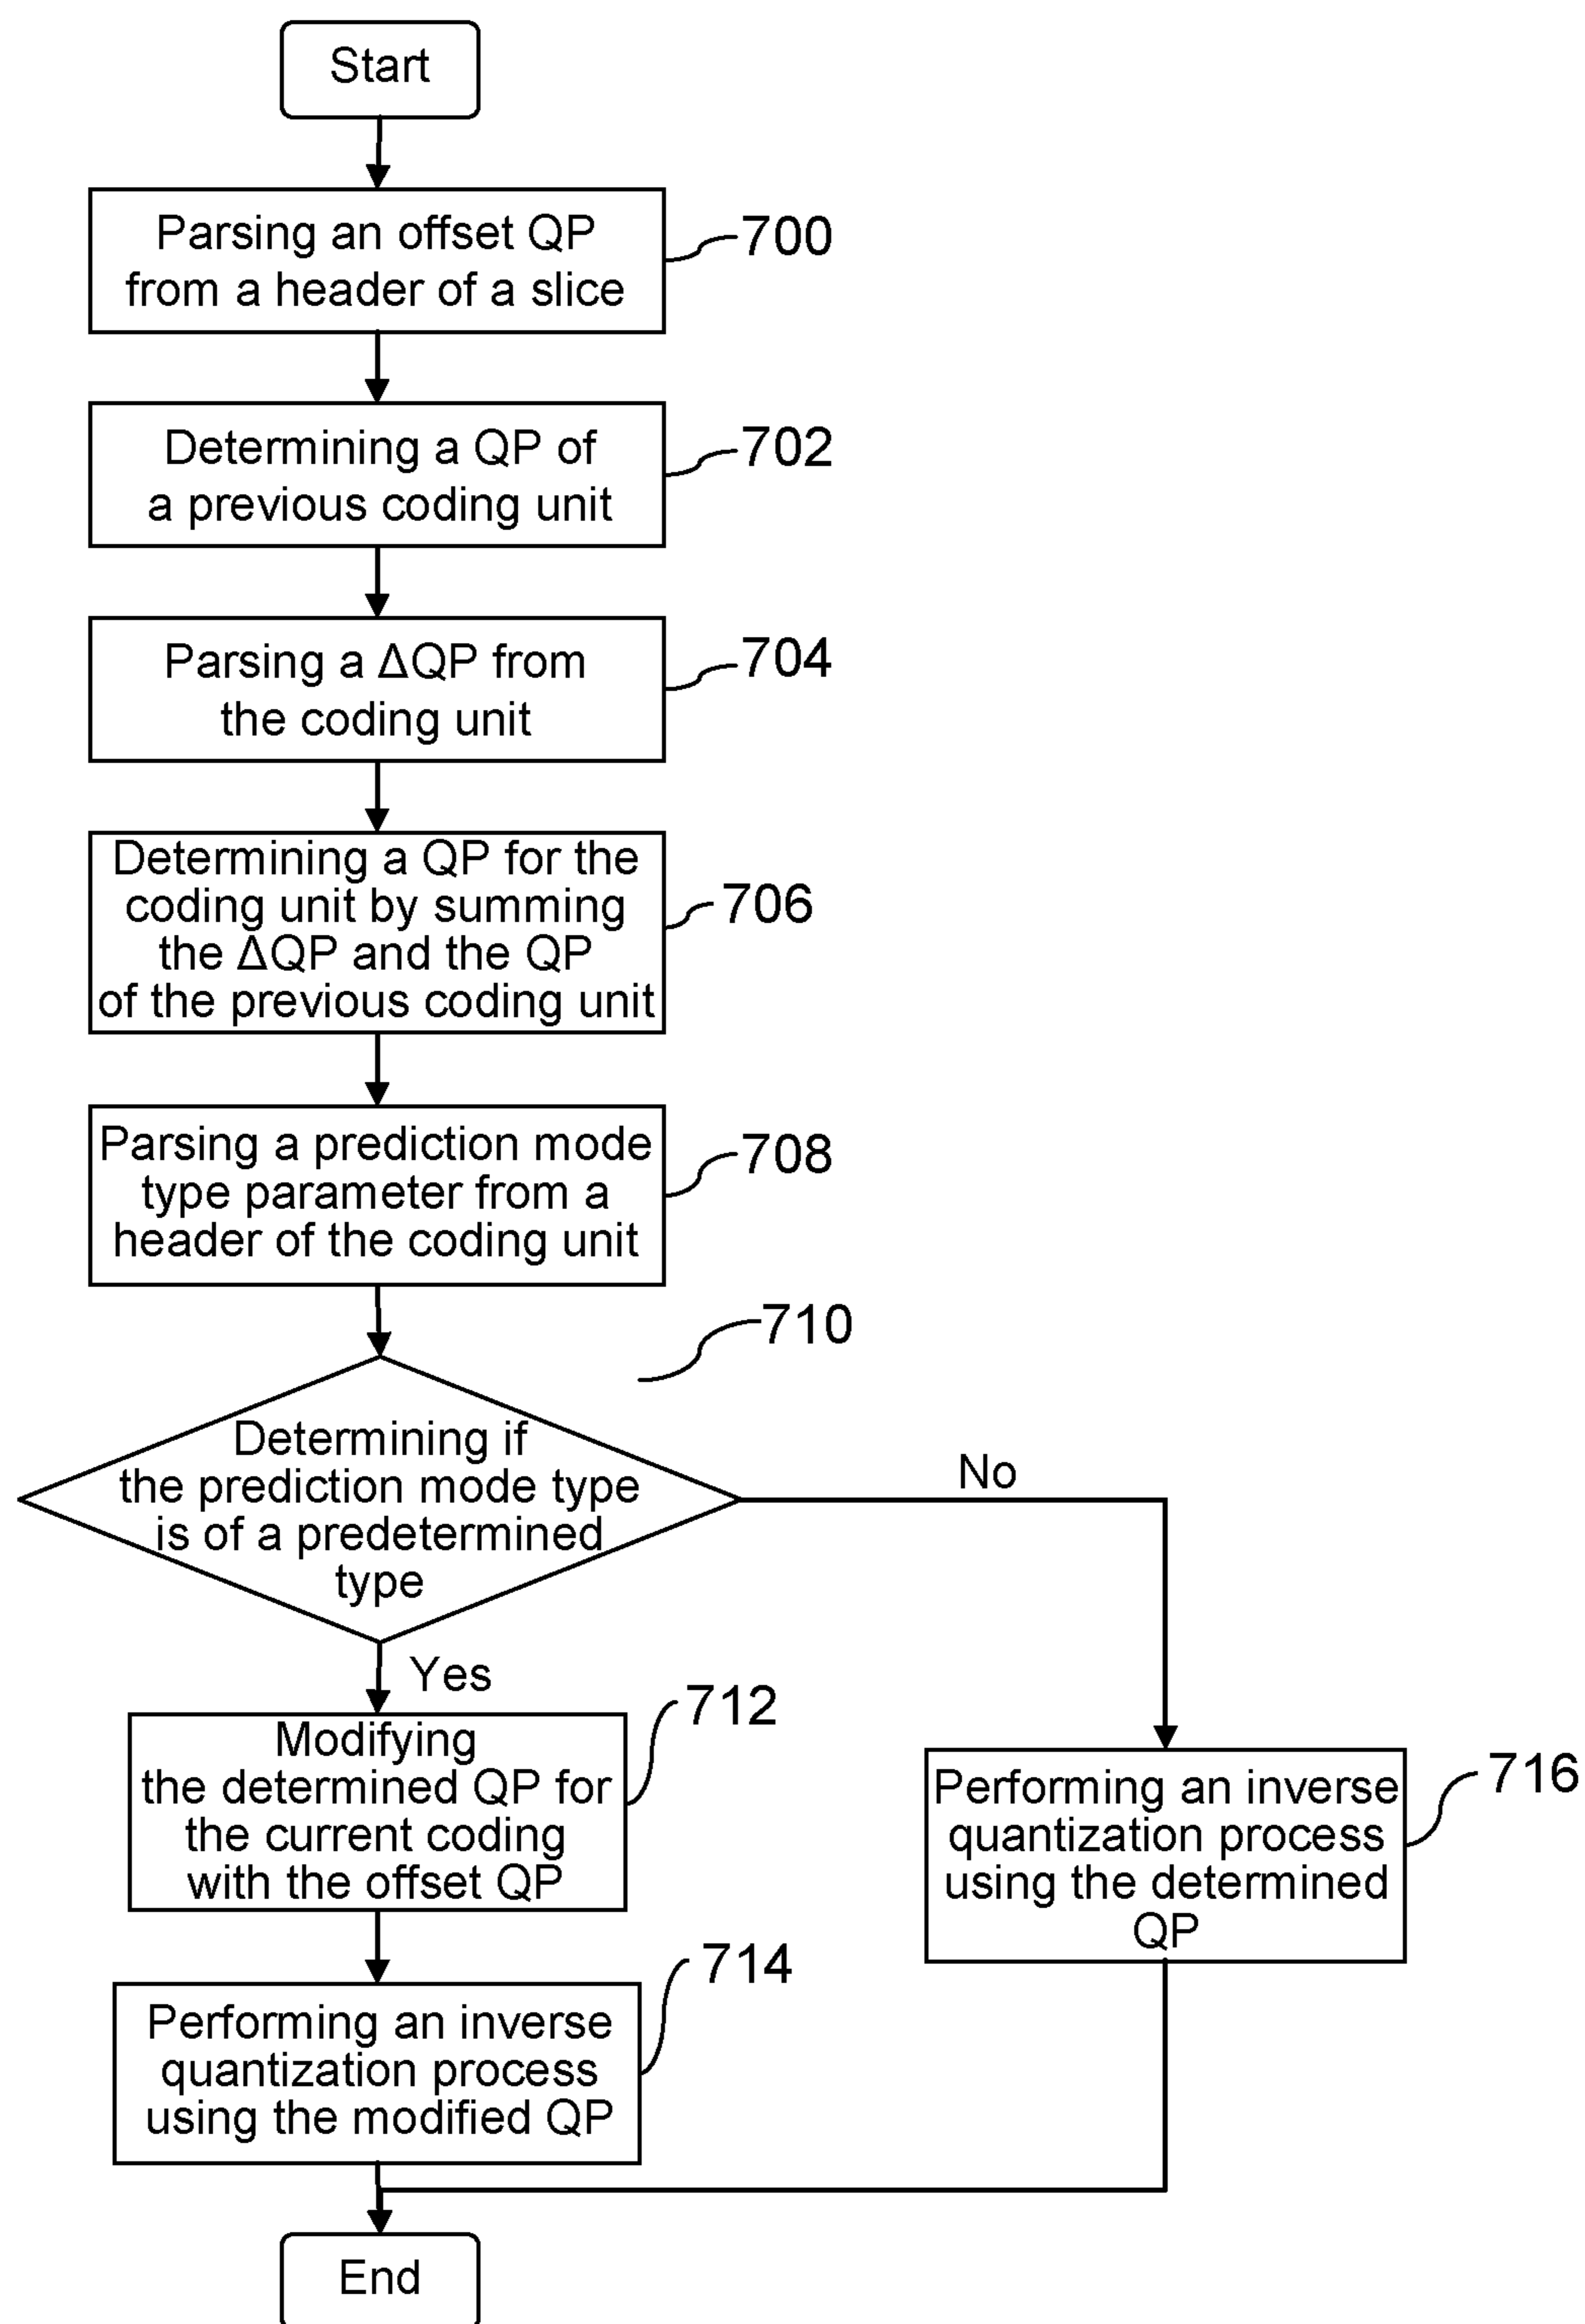 Start
Parsing an offset QP
from a header of a slice
700
Determining a QP of
a previous coding unit
702
Parsing a ΔQP from
the coding unit
704
Determining a QP for the
coding unit by summing
the ΔQP and the QP
of the previous coding unit
706
Parsing a prediction mode
type parameter from a
header of the coding unit
708
710
Determining if
the prediction mode type
is of a predetermined
type
No
Yes
Modifying
the determined QP for
the current coding
with the offset QP
712
Performing an inverse
quantization process
using the determined
QP
716
Performing an inverse
quantization process
using the modified QP
714
End